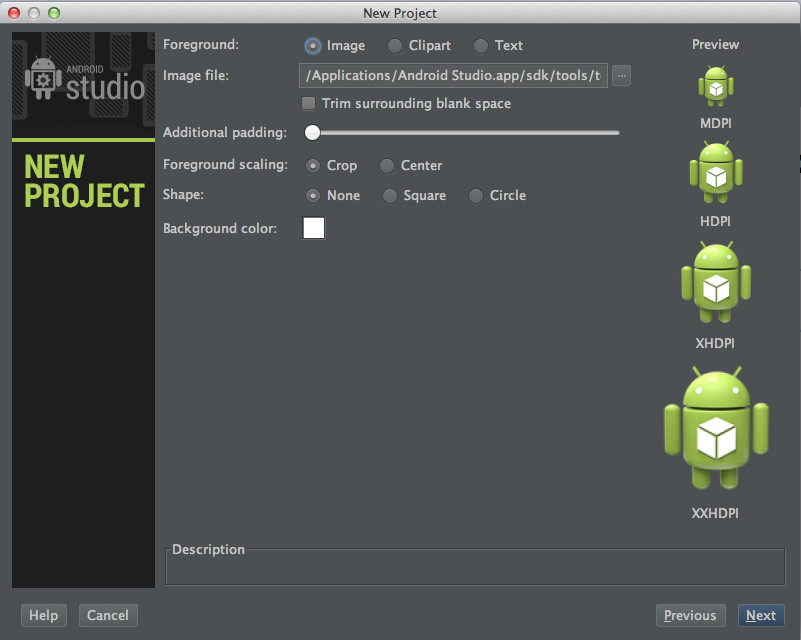 New Project
ANDROID
studio
NEW
PROJECT
Foreground: Image Clipart Text
Image file: /Applications/Android Studio.app/sdk/tools/t ...
Trim surrounding blank space
Additional padding:
Foreground scaling: Crop Center
Shape: None Square Circle
Background color:
Preview
MDPI
HDPI
XHDPI
XXHDPI
Description
Help Cancel Previous Next